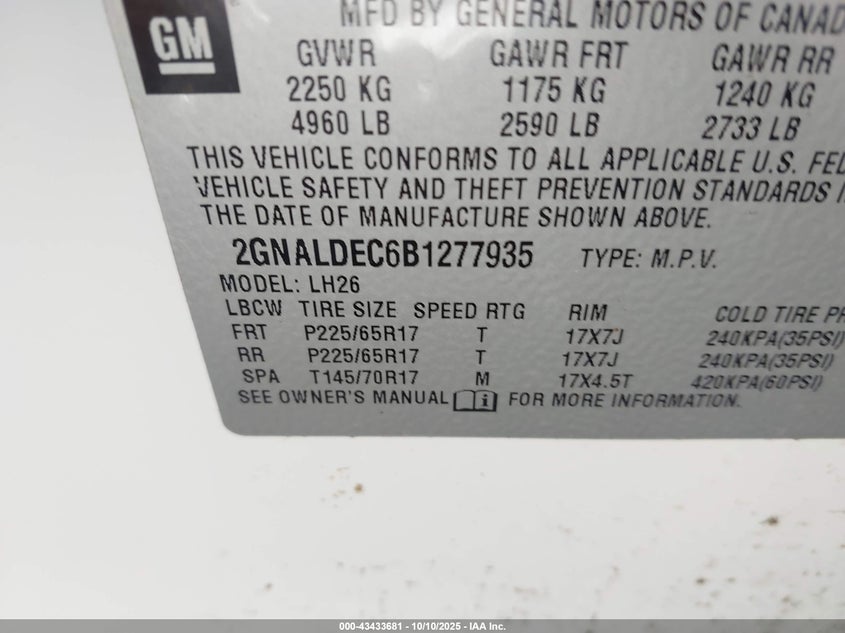 GM
MFD BY GENERAL MOTORS OF CANAD
GVWR GAWR FRT GAWR RR
2250 KG 1175 KG 1240 KG
4960 LB 2590 LB 2733 LB
THIS VEHICLE CONFORMS TO ALL APPLICABLE U.S. FED
VEHICLE SAFETY AND THEFT PREVENTION STANDARDS I
THE DATE OF MANUFACTURE SHOWN ABOVE.
2GNALDEC6B1277935 TYPE: M.P.V.
MODEL: LH26
LBCW TIRE SIZE SPEED RTG RIM COLD TIRE PR
FRT P225/65R17 T 17X7J 240KPA(35PSI)
RR P225/65R17 T 17X7J 240KPA(35PSI)
SPA T145/70R17 M 17X4.5T 420KPA(60PSI)
SEE OWNER'S MANUAL i FOR MORE INFORMATION.
000-43433681 - 10/10/2025 - IAA Inc.